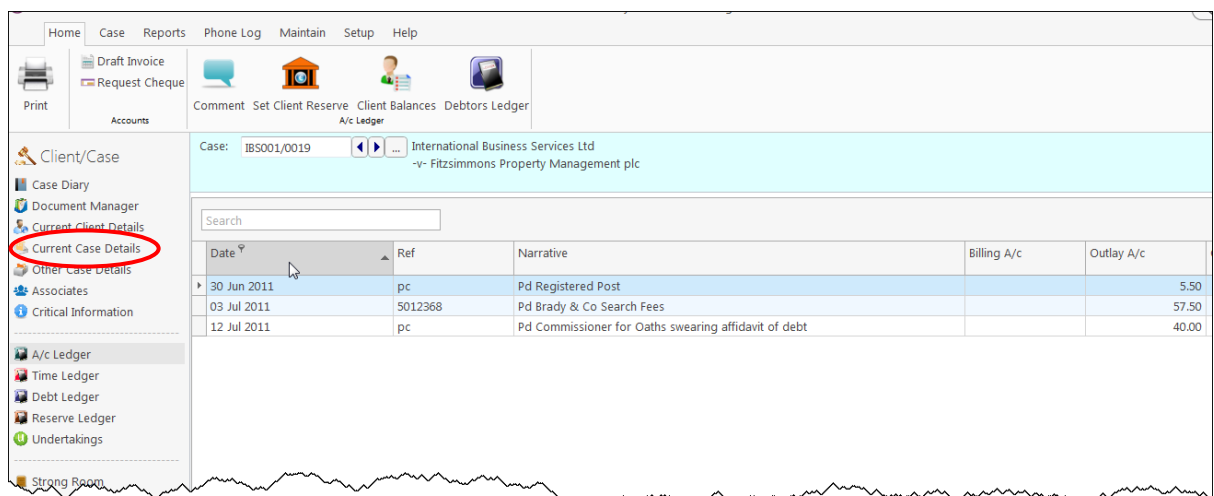 Home Case Reports Phone Log Maintain Setup Help
Draft Invoice
Request Cheque
Print
Accounts
Comment Set Client Reserve Client Balances Debtors Ledger
A/c Ledger
Client/Case
Case Diary
Document Manager
Current Client Details
Current Case Details
Other Case Details
Associates
Critical Information
A/c Ledger
Time Ledger
Debt Ledger
Reserve Ledger
Undertakings
Strong Room
Case: IBS001/0019 ... International Business Services Ltd
-v- Fitzsimmons Property Management plc
Search
Date Ref Narrative Billing A/c Outlay A/c
30 Jun 2011 pc Pd Registered Post 5.50
03 Jul 2011 5012368 Pd Brady & Co Search Fees 57.50
12 Jul 2011 pc Pd Commissioner for Oaths swearing affidavit of debt 40.00